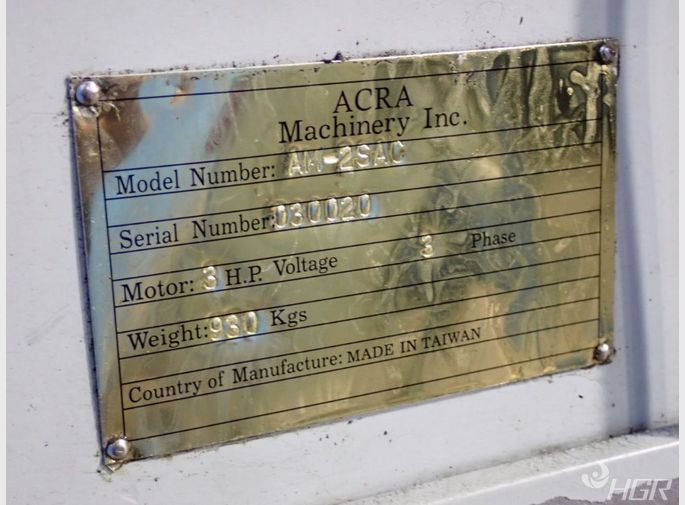 ACRA
Machinery Inc.
Model Number: AM-2SAC
Serial Number: 030020
Motor: 3 H.P. Voltage 3 Phase
Weight: 930 Kgs
Country of Manufacture: MADE IN TAIWAN
HGR